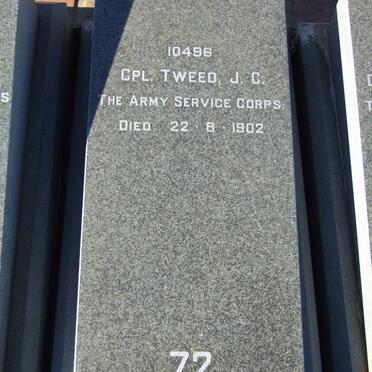 10496
CPL. TWEED, J. C.
THE ARMY SERVICE CORPS.
DIED 22 · 8 · 1902
72